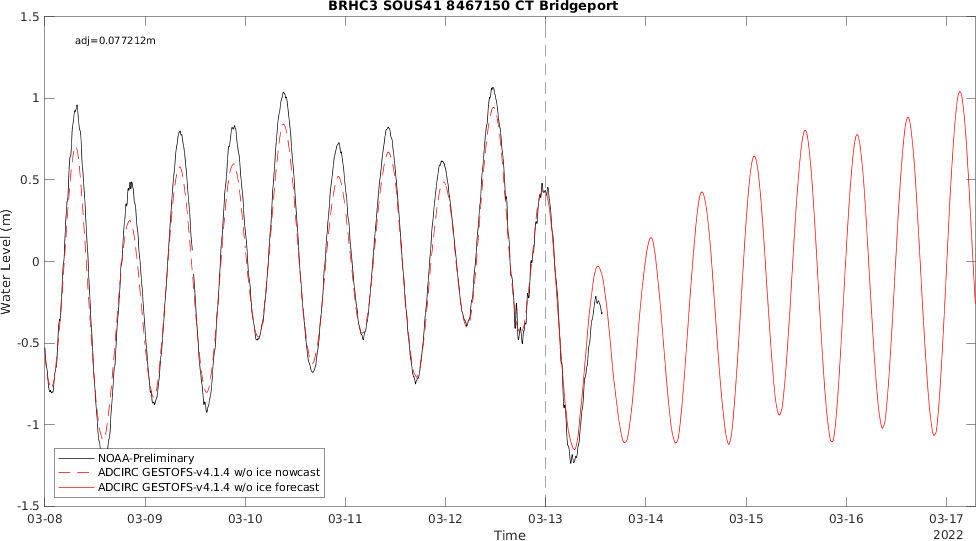 BRHC3 SOUS41 8467150 CT Bridgeport
adj=0.077212m
1.5
1
0.5
0
-0.5
-1
-1.5
Water Level (m)
NOAA-Preliminary
ADCIRC GESTOFS-v4.1.4 w/o ice nowcast
ADCIRC GESTOFS-v4.1.4 w/o ice forecast
03-08 03-09 03-10 03-11 03-12 03-13 03-14 03-15 03-16 03-17
Time
2022